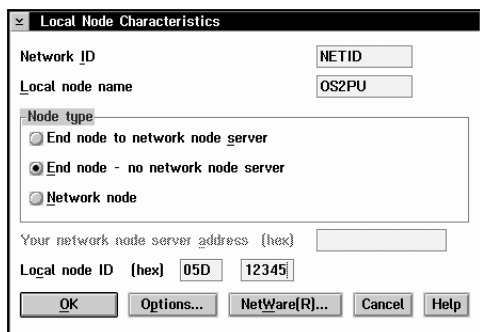 Local Node Characteristics
Network ID NETID
Local node name OS2PU
Node type
End node to network node server
End node - no network node server
Network node
Your network node server address (hex)
Local node ID (hex) 05D 12345
OK Options... NetWare(R)... Cancel Help